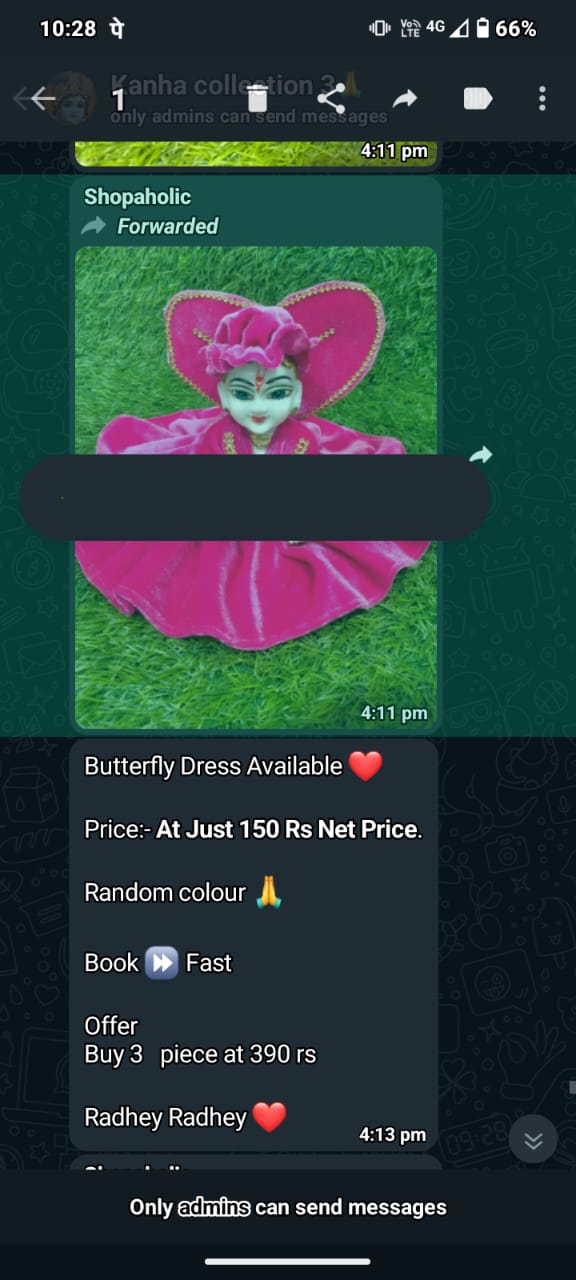 10:28 पे Vo LTE 4G 66%
1 Kanha collection 3🙏
only admins can send messages
4:11 pm
Shopaholic
Forwarded
4:11 pm
Butterfly Dress Available ❤️
Price:- At Just 150 Rs Net Price.
Random colour 🙏
Book ⏩ Fast
Offer
Buy 3 piece at 390 rs
Radhey Radhey ❤️
4:13 pm
Only admins can send messages